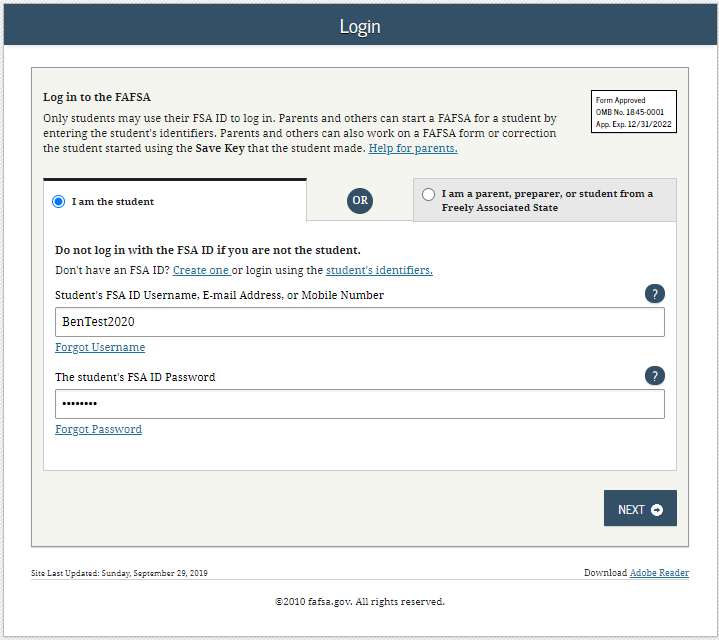 Login
Log in to the FAFSA
Only students may use their FSA ID to log in. Parents and others can start a FAFSA for a student by
entering the student's identifiers. Parents and others can also work on a FAFSA form or correction
the student started using the Save Key that the student made. Help for parents.
Form Approved
OMB No. 1845-0001
App. Exp. 12/31/2022
I am the student
OR
I am a parent, preparer, or student from a
Freely Associated State
Do not log in with the FSA ID if you are not the student.
Don't have an FSA ID? Create one or login using the student's identifiers.
Student's FSA ID Username, E-mail Address, or Mobile Number
?
BenTest2020
Forgot Username
The student's FSA ID Password
?
••••••••
Forgot Password
NEXT
Site Last Updated: Sunday, September 29, 2019
Download Adobe Reader
©2010 fafsa.gov. All rights reserved.